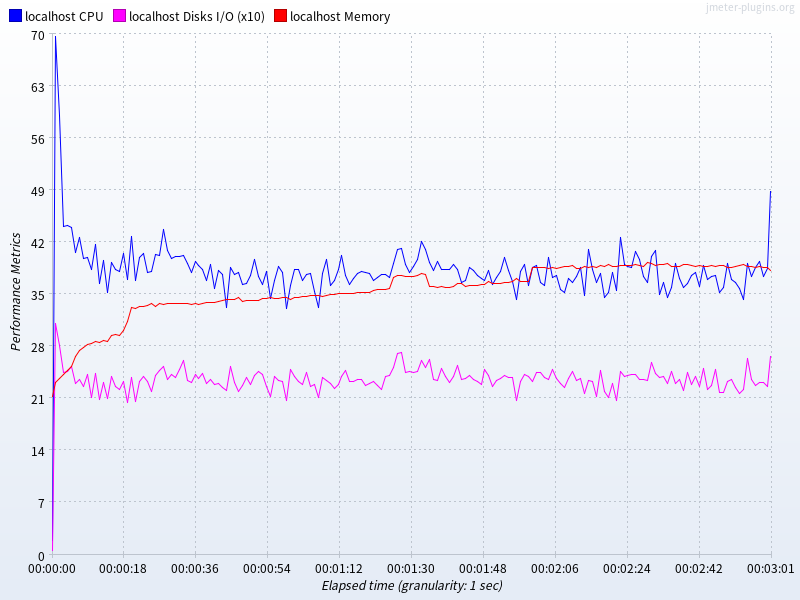 jmeter-plugins.org
localhost CPU localhost Disks I/O (x10) localhost Memory
Performance Metrics
70
63
56
49
42
35
28
21
14
7
0
00:00:00 00:00:18 00:00:36 00:00:54 00:01:12 00:01:30 00:01:48 00:02:06 00:02:24 00:02:42 00:03:01
Elapsed time (granularity: 1 sec)